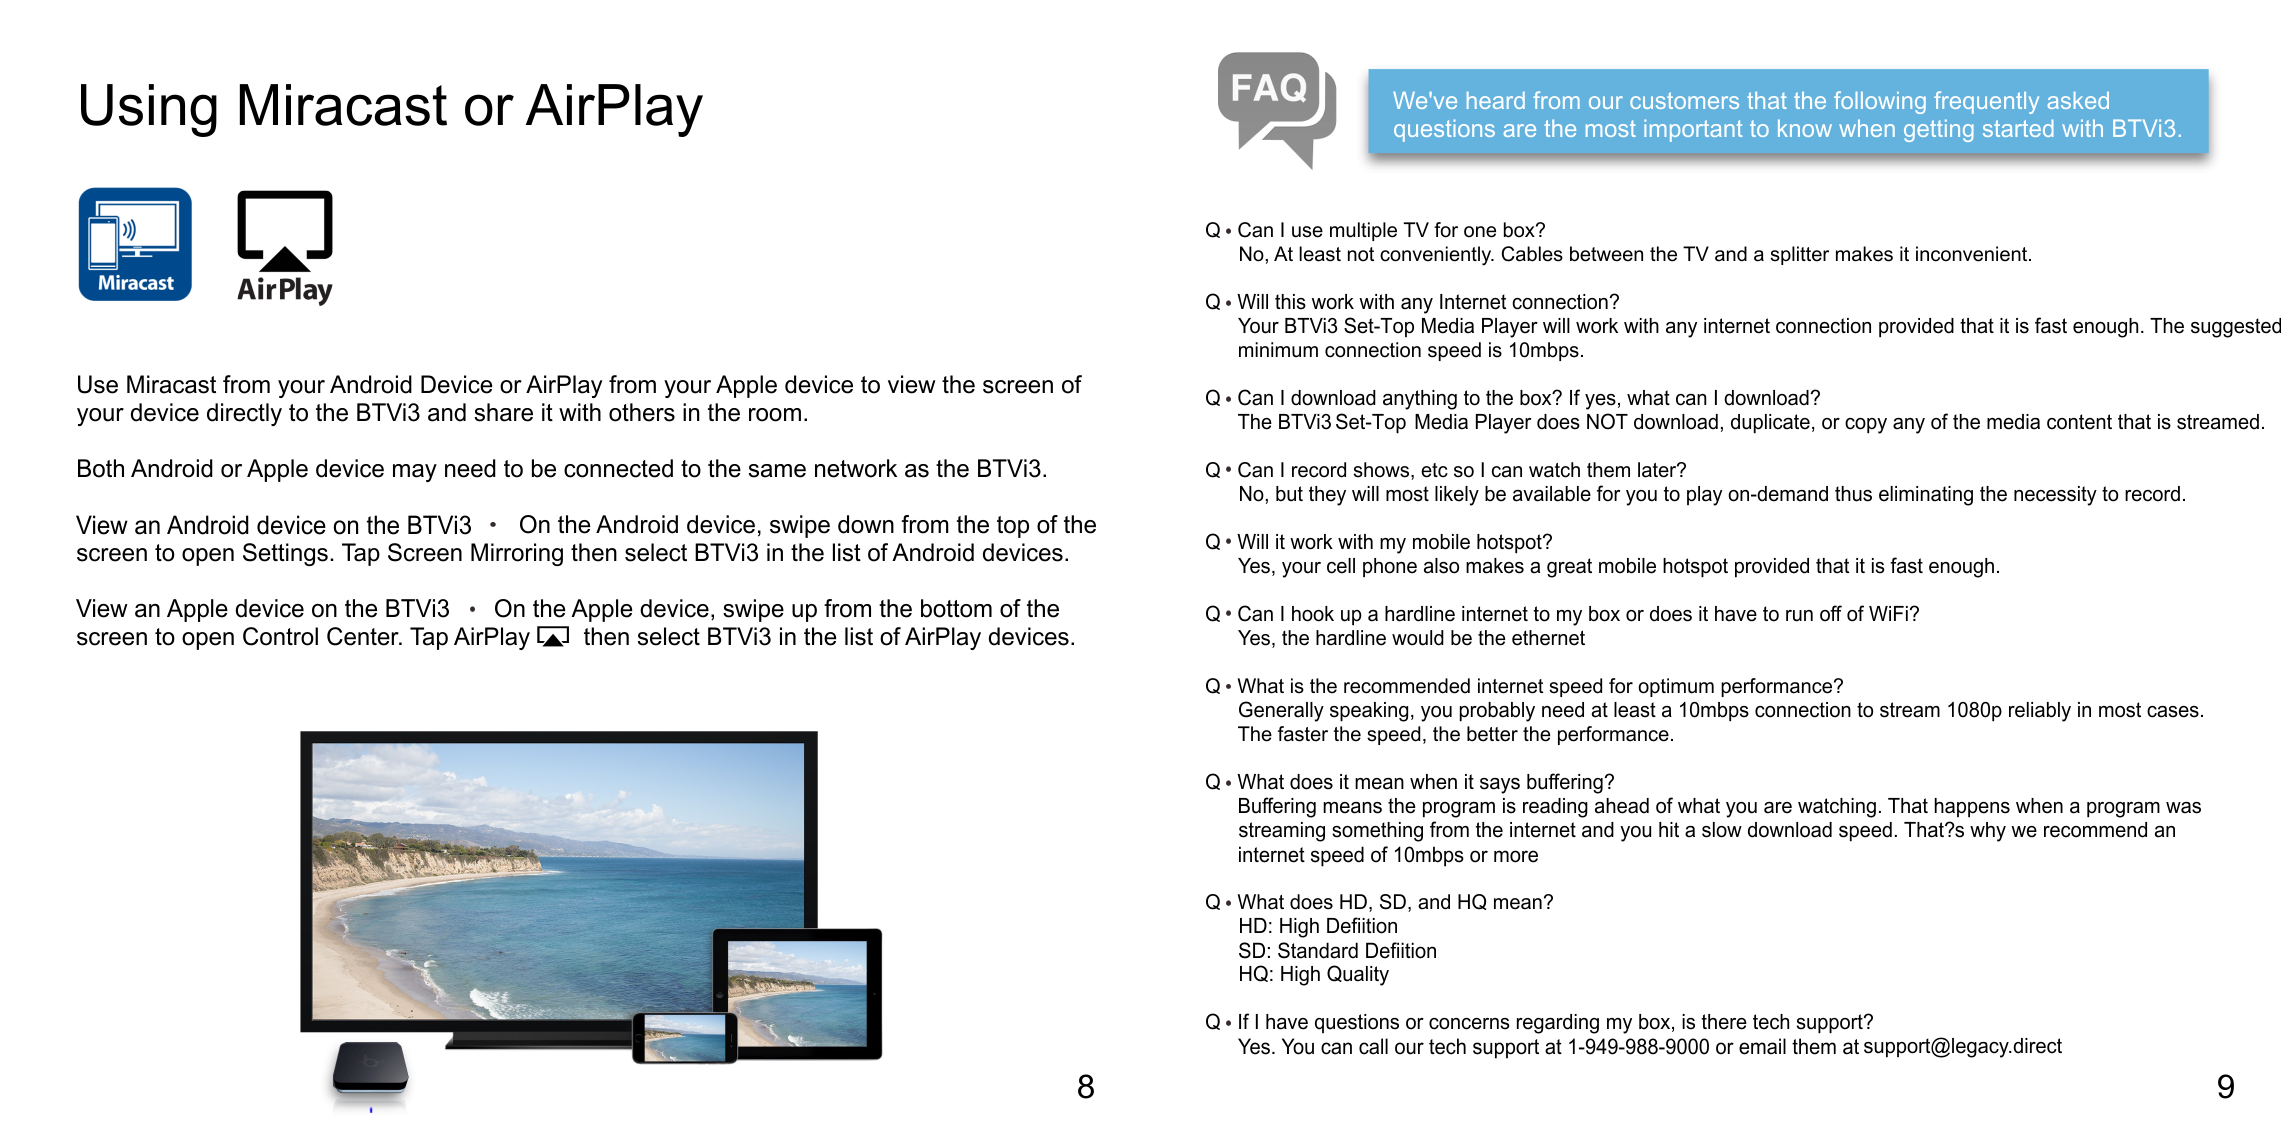 Using Miracast or AirPlay
Miracast
AirPlay
Use Miracast from your Android Device or AirPlay from your Apple device to view the screen of
your device directly to the BTVi3 and share it with others in the room.
Both Android or Apple device may need to be connected to the same network as the BTVi3.
View an Android device on the BTVi3 • On the Android device, swipe down from the top of the
screen to open Settings. Tap Screen Mirroring then select BTVi3 in the list of Android devices.
View an Apple device on the BTVi3 • On the Apple device, swipe up from the bottom of the
screen to open Control Center. Tap AirPlay then select BTVi3 in the list of AirPlay devices.
8
FAQ
We've heard from our customers that the following frequently asked
questions are the most important to know when getting started with BTVi3.
Q • Can I use multiple TV for one box?
No, At least not conveniently. Cables between the TV and a splitter makes it inconvenient.
Q • Will this work with any Internet connection?
Your BTVi3 Set-Top Media Player will work with any internet connection provided that it is fast enough. The suggested
minimum connection speed is 10mbps.
Q • Can I download anything to the box? If yes, what can I download?
The BTVi3 Set-Top Media Player does NOT download, duplicate, or copy any of the media content that is streamed.
Q • Can I record shows, etc so I can watch them later?
No, but they will most likely be available for you to play on-demand thus eliminating the necessity to record.
Q • Will it work with my mobile hotspot?
Yes, your cell phone also makes a great mobile hotspot provided that it is fast enough.
Q • Can I hook up a hardline internet to my box or does it have to run off of WiFi?
Yes, the hardline would be the ethernet
Q • What is the recommended internet speed for optimum performance?
Generally speaking, you probably need at least a 10mbps connection to stream 1080p reliably in most cases.
The faster the speed, the better the performance.
Q • What does it mean when it says buffering?
Buffering means the program is reading ahead of what you are watching. That happens when a program was
streaming something from the internet and you hit a slow download speed. That?s why we recommend an
internet speed of 10mbps or more
Q • What does HD, SD, and HQ mean?
HD: High Defiition
SD: Standard Defiition
HQ: High Quality
Q • If I have questions or concerns regarding my box, is there tech support?
Yes. You can call our tech support at 1-949-988-9000 or email them at support@legacy.direct
9